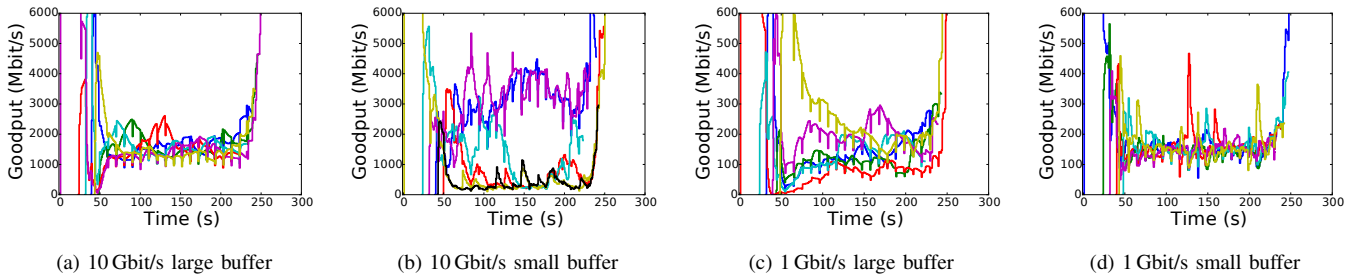 6000
5000
4000
3000
2000
1000
0
Goodput (Mbit/s)
0 50 100 150 200 250 300
Time (s)
(a) 10 Gbit/s large buffer
6000
5000
4000
3000
2000
1000
0
Goodput (Mbit/s)
0 50 100 150 200 250 300
Time (s)
(b) 10 Gbit/s small buffer
600
500
400
300
200
100
0
Goodput (Mbit/s)
0 50 100 150 200 250 300
Time (s)
(c) 1 Gbit/s large buffer
600
500
400
300
200
100
0
Goodput (Mbit/s)
0 50 100 150 200 250 300
Time (s)
(d) 1 Gbit/s small buffer